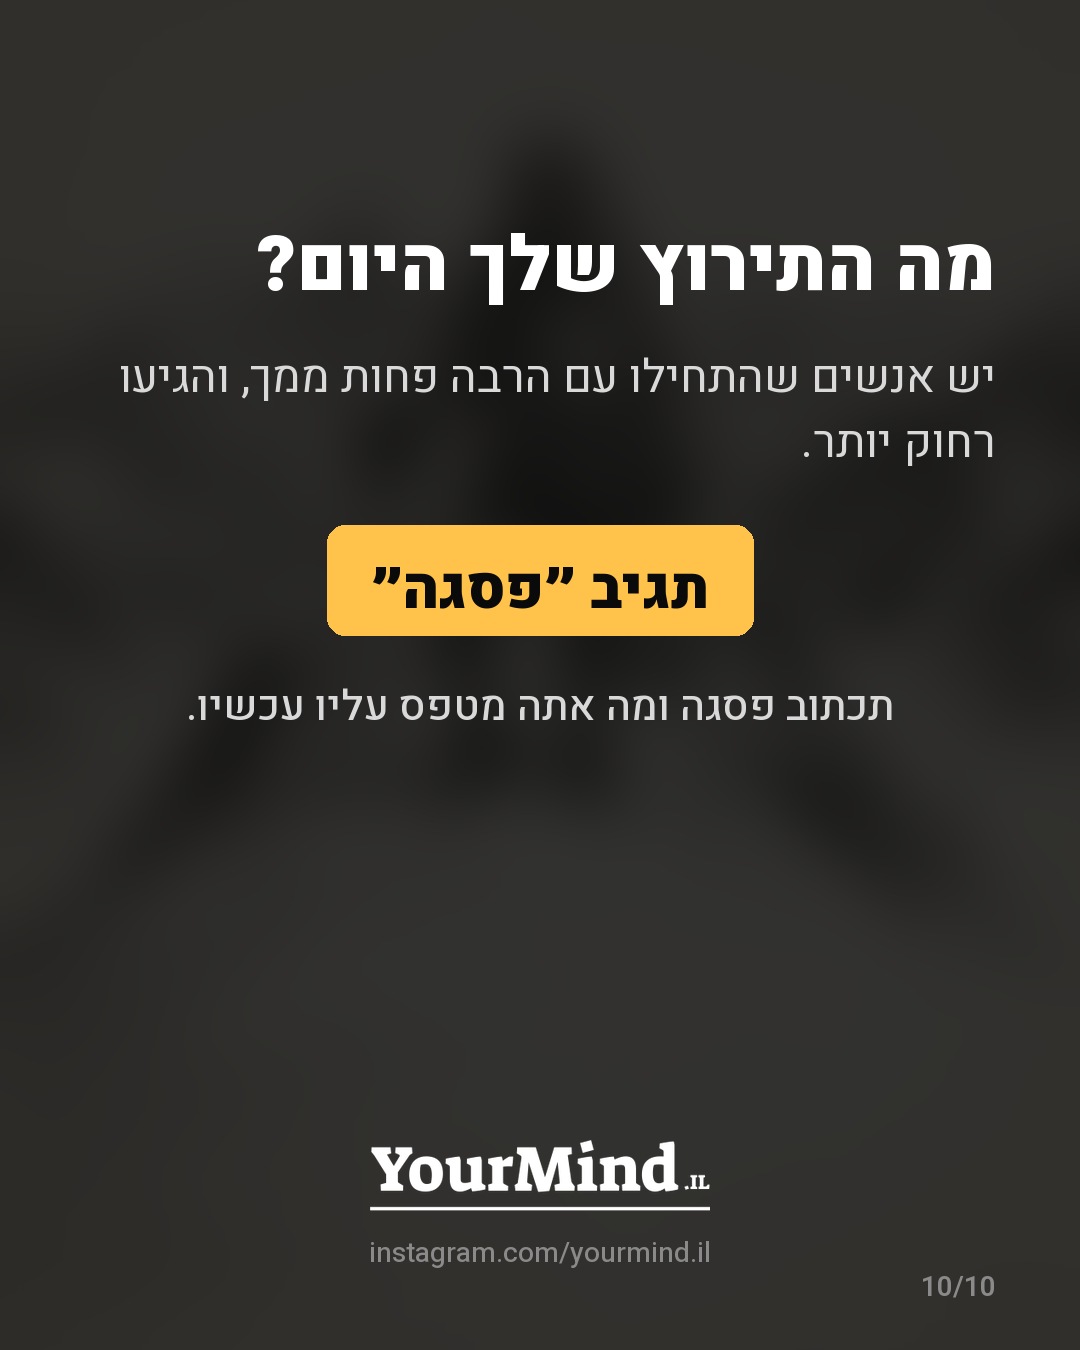 מה התירוץ שלך היום?
יש אנשים שהתחילו עם הרבה פחות ממך, והגיעו
רחוק יותר.
תגיב ”פסגה”
תכתוב פסגה ומה אתה מטפס עליו עכשיו.
YourMind.IL
instagram.com/yourmind.il
10/10